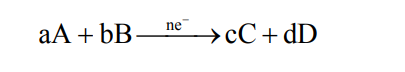 aA + bB —ne⁻→ cC + dD